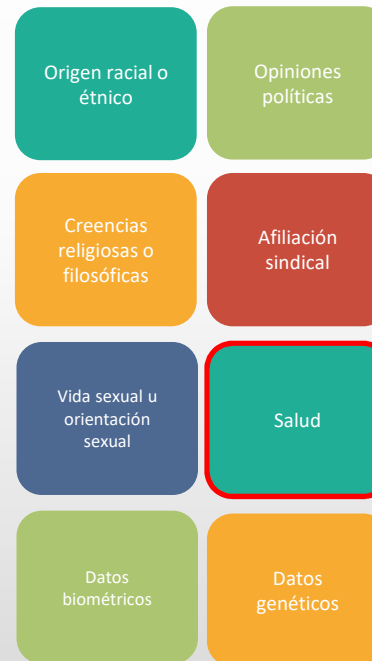 Origen racial o
étnico
Opiniones
políticas
Creencias
religiosas o
filosóficas
Afiliación
sindical
Vida sexual u
orientación
sexual
Salud
Datos
biométricos
Datos
genéticos